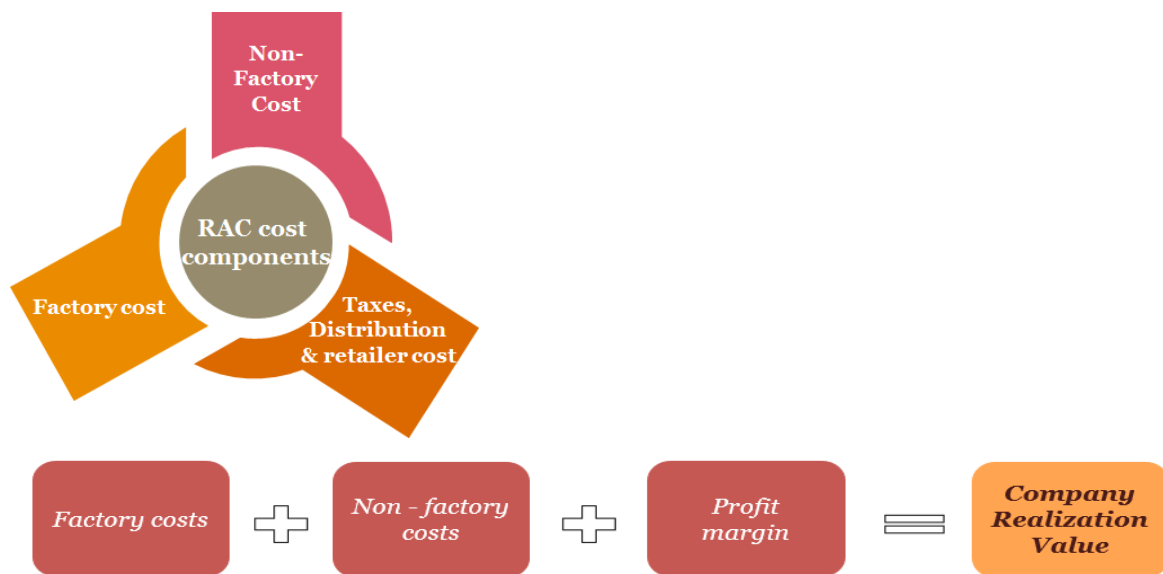 Non-
Factory
Cost
RAC cost
components
Factory cost
Taxes,
Distribution
& retailer cost
Factory costs
Non - factory
costs
Profit
margin
Company
Realization
Value